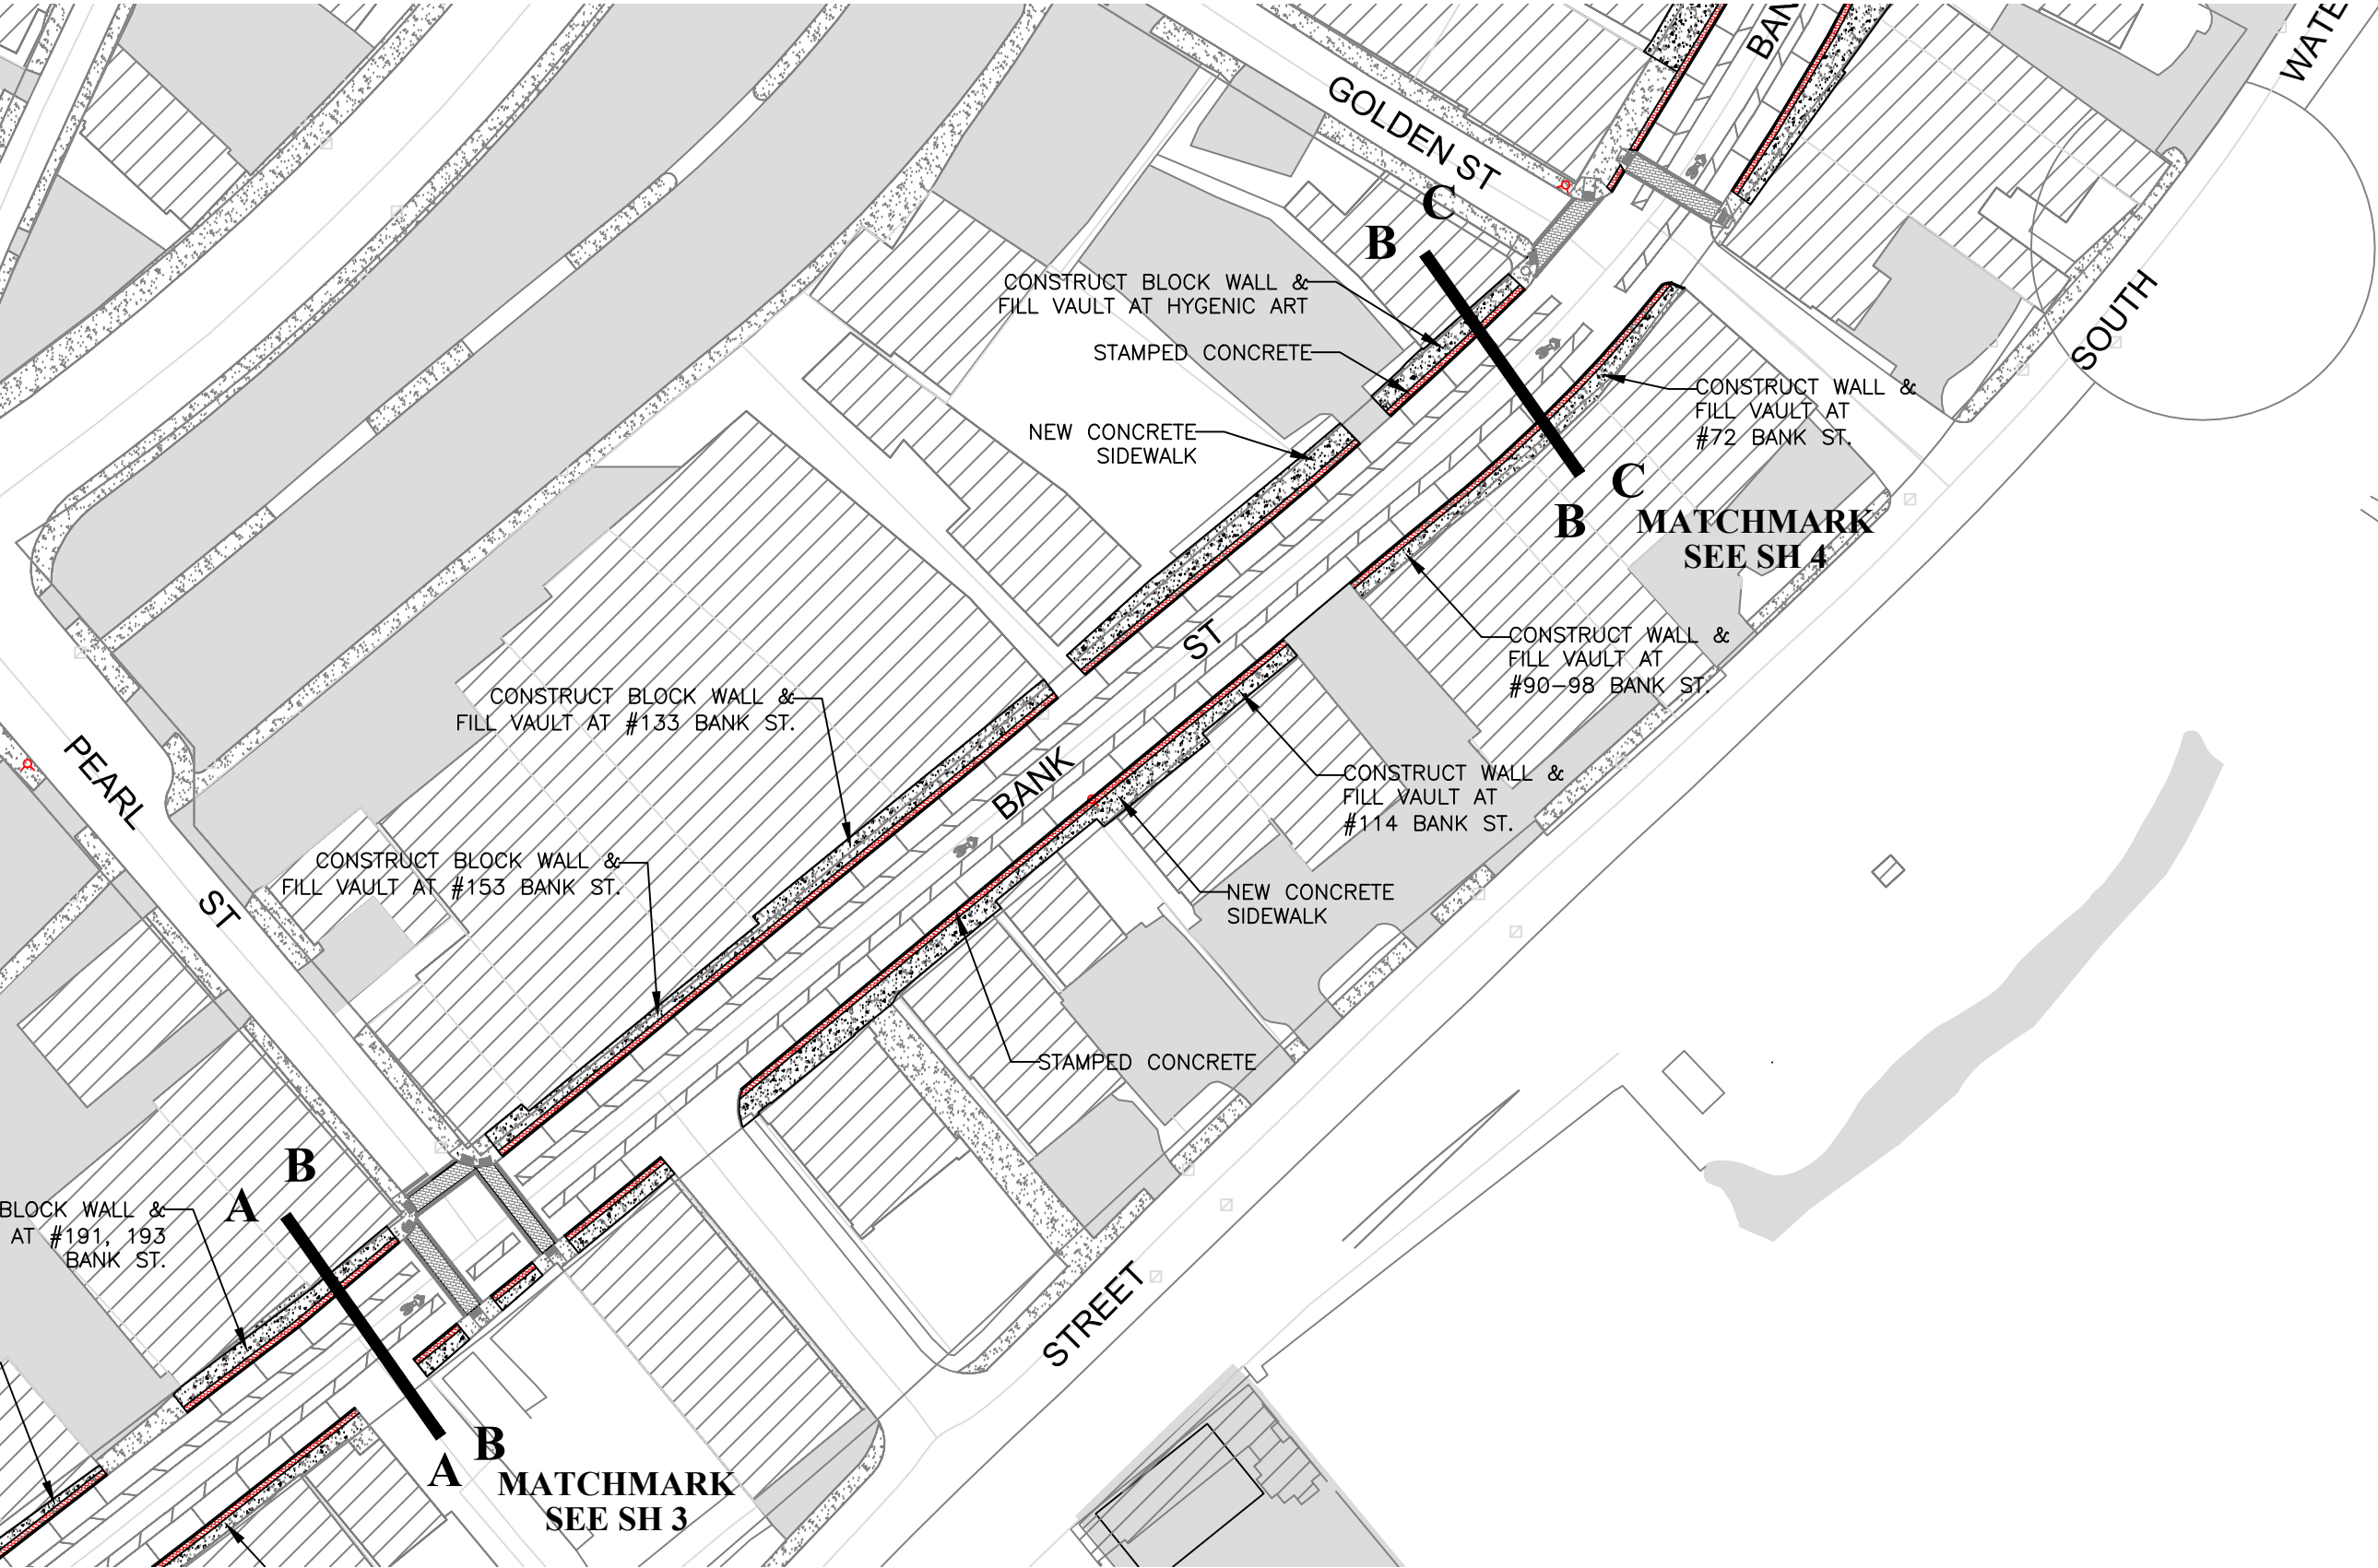 BAN
WATE
GOLDEN ST
C
B
CONSTRUCT BLOCK WALL &
FILL VAULT AT HYGENIC ART
STAMPED CONCRETE
SOUTH
CONSTRUCT WALL &
FILL VAULT AT
#72 BANK ST.
NEW CONCRETE
SIDEWALK
C
B
MATCHMARK
SEE SH 4
ST
CONSTRUCT WALL &
FILL VAULT AT
#90-98 BANK ST.
CONSTRUCT BLOCK WALL &
FILL VAULT AT #133 BANK ST.
PEARL
BANK
CONSTRUCT WALL &
FILL VAULT AT
#114 BANK ST.
CONSTRUCT BLOCK WALL &
FILL VAULT AT #153 BANK ST.
ST
NEW CONCRETE
SIDEWALK
STAMPED CONCRETE
B
A
BLOCK WALL &
AT #191, 193
BANK ST.
STREET
B
A
MATCHMARK
SEE SH 3